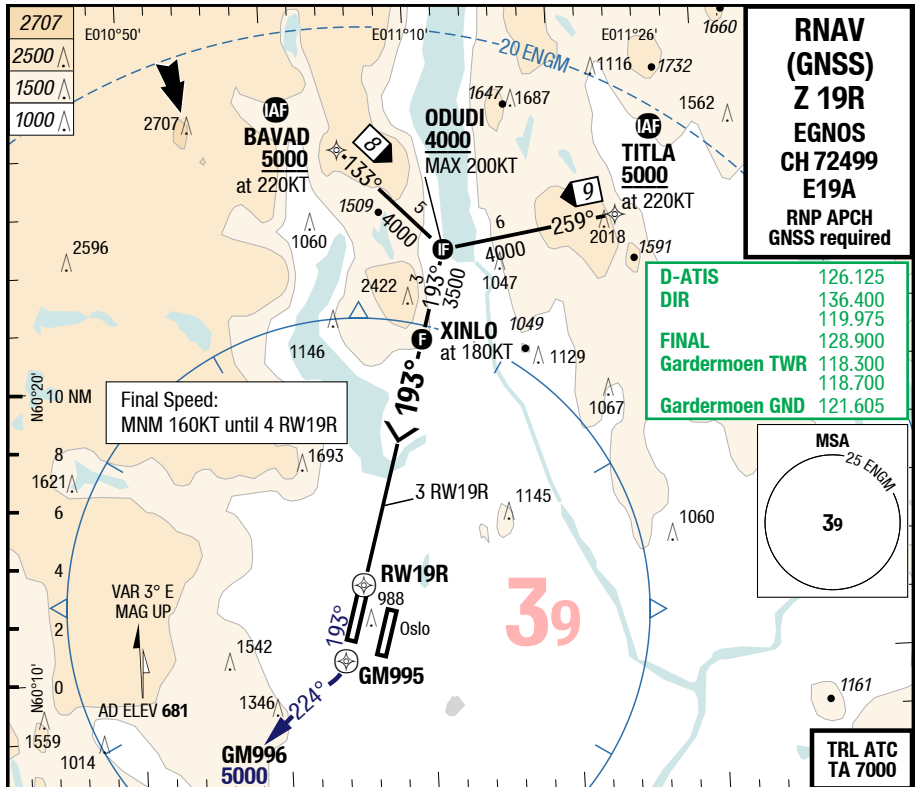 2707
2500
1500
1000
E010°50'
E011°10'
E011°26'
20 ENGM
1660
1732
1116
1562
1647
1687
2707
IAF
BAVAD
5000
at 220KT
ODUDI
4000
MAX 200KT
IAF
TITLA
5000
at 220KT
8
133°
5
4000
1509
9
259°
6
4000
2018
1591
1060
2596
IF
1047
2422
3
193°
3500
F
XINLO
at 180KT
1049
1129
1146
193°
1067
N60°20'
10 NM
8
6
4
2
0
Final Speed:
MNM 160KT until 4 RW19R
1693
1621
3 RW19R
1145
1060
RW19R
988
Oslo
193°
GM995
39
VAR 3° E
MAG UP
AD ELEV 681
1542
1346
224°
GM996
5000
N60°10'
1559
1014
1161
RNAV
(GNSS)
Z 19R
EGNOS
CH 72499
E19A
RNP APCH
GNSS required
D-ATIS 126.125
DIR 136.400
119.975
FINAL 128.900
Gardermoen TWR 118.300
118.700
Gardermoen GND 121.605
MSA
25 ENGM
39
TRL ATC
TA 7000